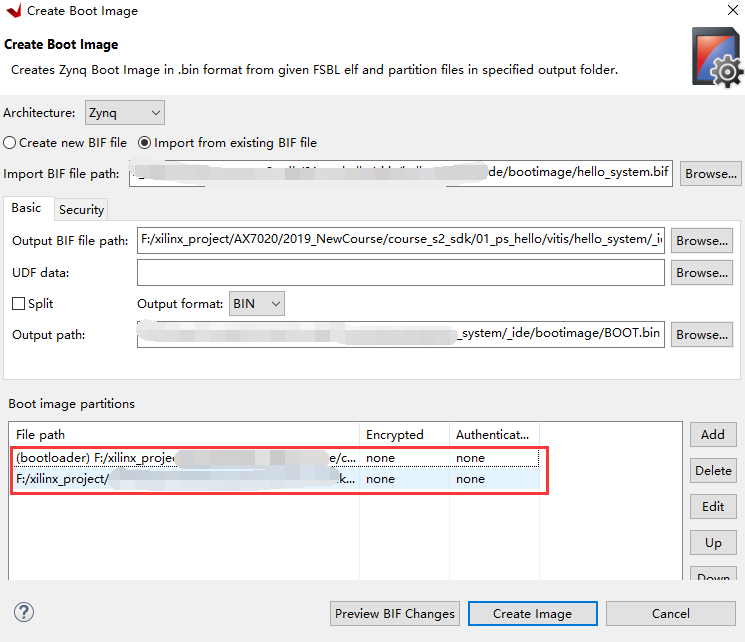 Create Boot Image
Create Boot Image
Creates Zynq Boot Image in .bin format from given FSBL elf and partition files in specified output folder.
Architecture: Zynq
Create new BIF file Import from existing BIF file
Import BIF file path: de/bootimage/hello_system.bif Browse...
Basic Security
Output BIF file path: F:/xilinx_project/AX7020/2019_NewCourse/course_s2_sdk/01_ps_hello/vitis/hello_system/_i Browse...
UDF data: Browse...
Split Output format: BIN
Output path: _system/_ide/bootimage/BOOT.bin Browse...
Boot image partitions
File path Encrypted Authenticat... Add
(bootloader) F:/xilinx_projec e/c... none none
F:/xilinx_project/ k... none none Delete
Edit
Up
Down
? Preview BIF Changes Create Image Cancel